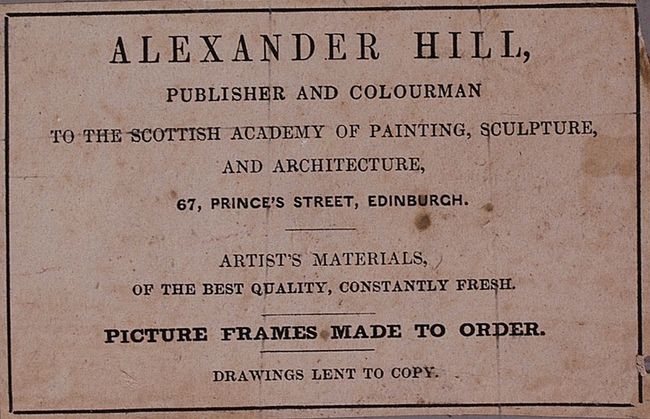 ALEXANDER HILL,
PUBLISHER AND COLOURMAN
TO THE SCOTTISH ACADEMY OF PAINTING, SCULPTURE,
AND ARCHITECTURE,
67, PRINCE'S STREET, EDINBURGH.
ARTIST'S MATERIALS,
OF THE BEST QUALITY, CONSTANTLY FRESH.
PICTURE FRAMES MADE TO ORDER.
DRAWINGS LENT TO COPY.